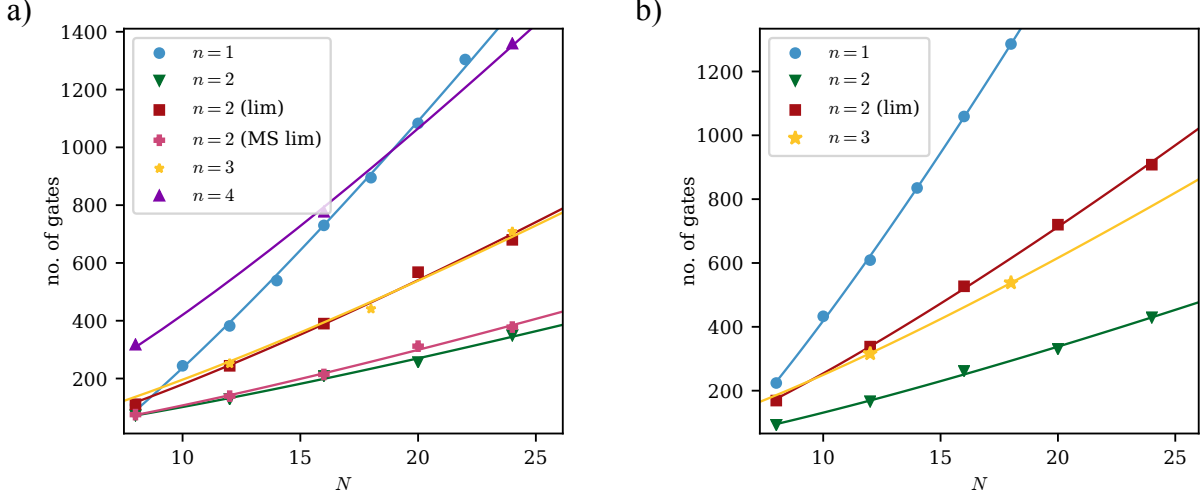 a)
1400
1200
1000
800
600
400
200
no. of gates
n = 1
n = 2
n = 2 (lim)
n = 2 (MS lim)
n = 3
n = 4
10
15
20
25
N
b)
1200
1000
800
600
400
200
no. of gates
n = 1
n = 2
n = 2 (lim)
n = 3
10
15
20
25
N